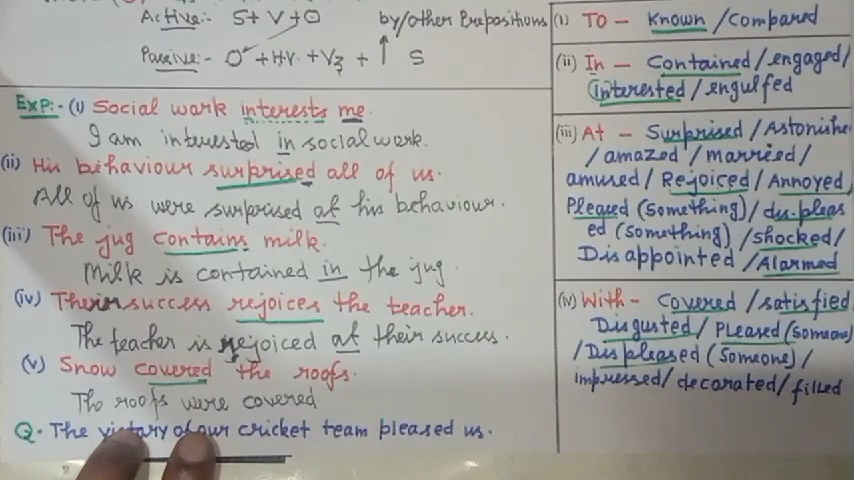 Active:- S + V + O
by/other Prepositions
Passive:- O + H.V. + V3 + ↑ S
Exp:- (i) Social work interests me.
I am interested in social work.
(ii) His behaviour surprised all of us.
All of us were surprised at his behaviour.
(iii) The jug contains milk.
Milk is contained in the jug.
(iv) Their success rejoices the teacher.
The teacher is rejoiced at their success.
(v) Snow covered the roofs.
The roofs were covered
Q. The victory of our cricket team pleased us.
(i) TO - Known / Compared
(ii) In - Contained / engaged /
interested / engulfed
(iii) At - Surprised / Astonishe
/ amazed / married /
amused / Rejoiced / Annoyed
Pleased (something) / displeas
ed (something) / shocked /
Disappointed / Alarmed
(iv) With - Covered / satisfied
Disgusted / Pleased (Someone)
/ Displeased (Someone) /
impressed / decorated / filled